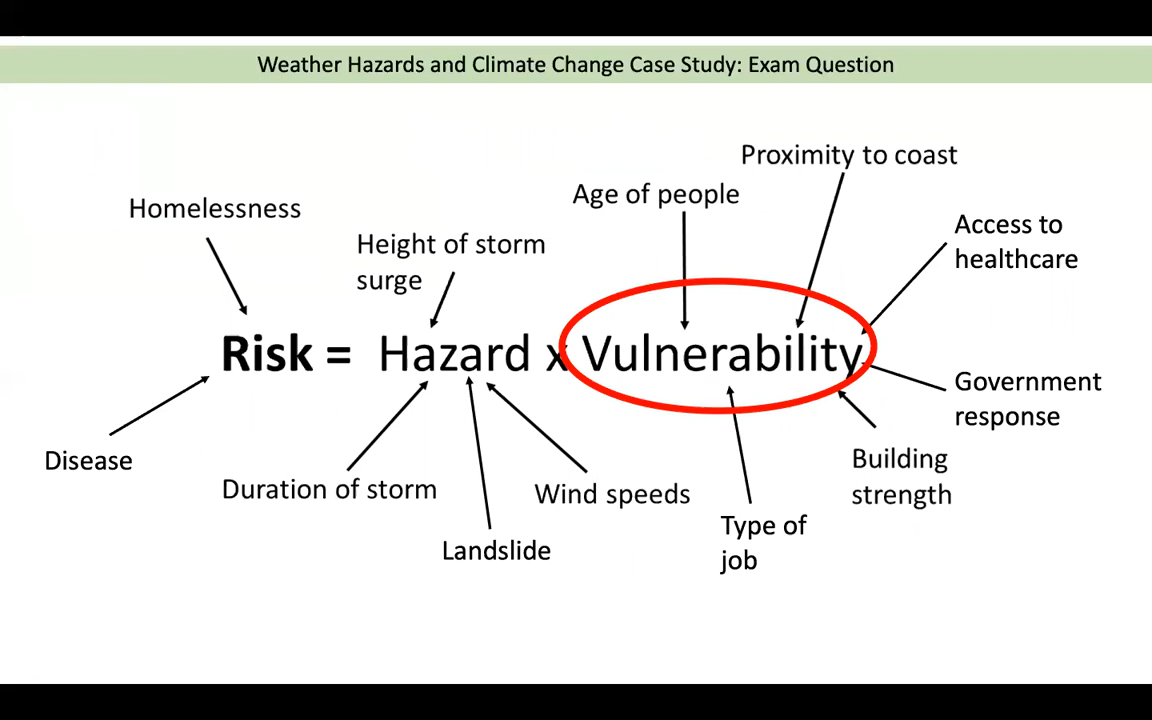 Weather Hazards and Climate Change Case Study: Exam Question
Proximity to coast
Age of people
Homelessness
Access to
healthcare
Height of storm
surge
Risk = Hazard x Vulnerability
Government
response
Disease
Building
strength
Duration of storm
Wind speeds
Type of
job
Landslide